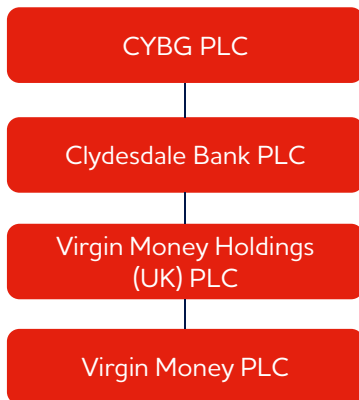 CYBG PLC
Clydesdale Bank PLC
Virgin Money Holdings
(UK) PLC
Virgin Money PLC